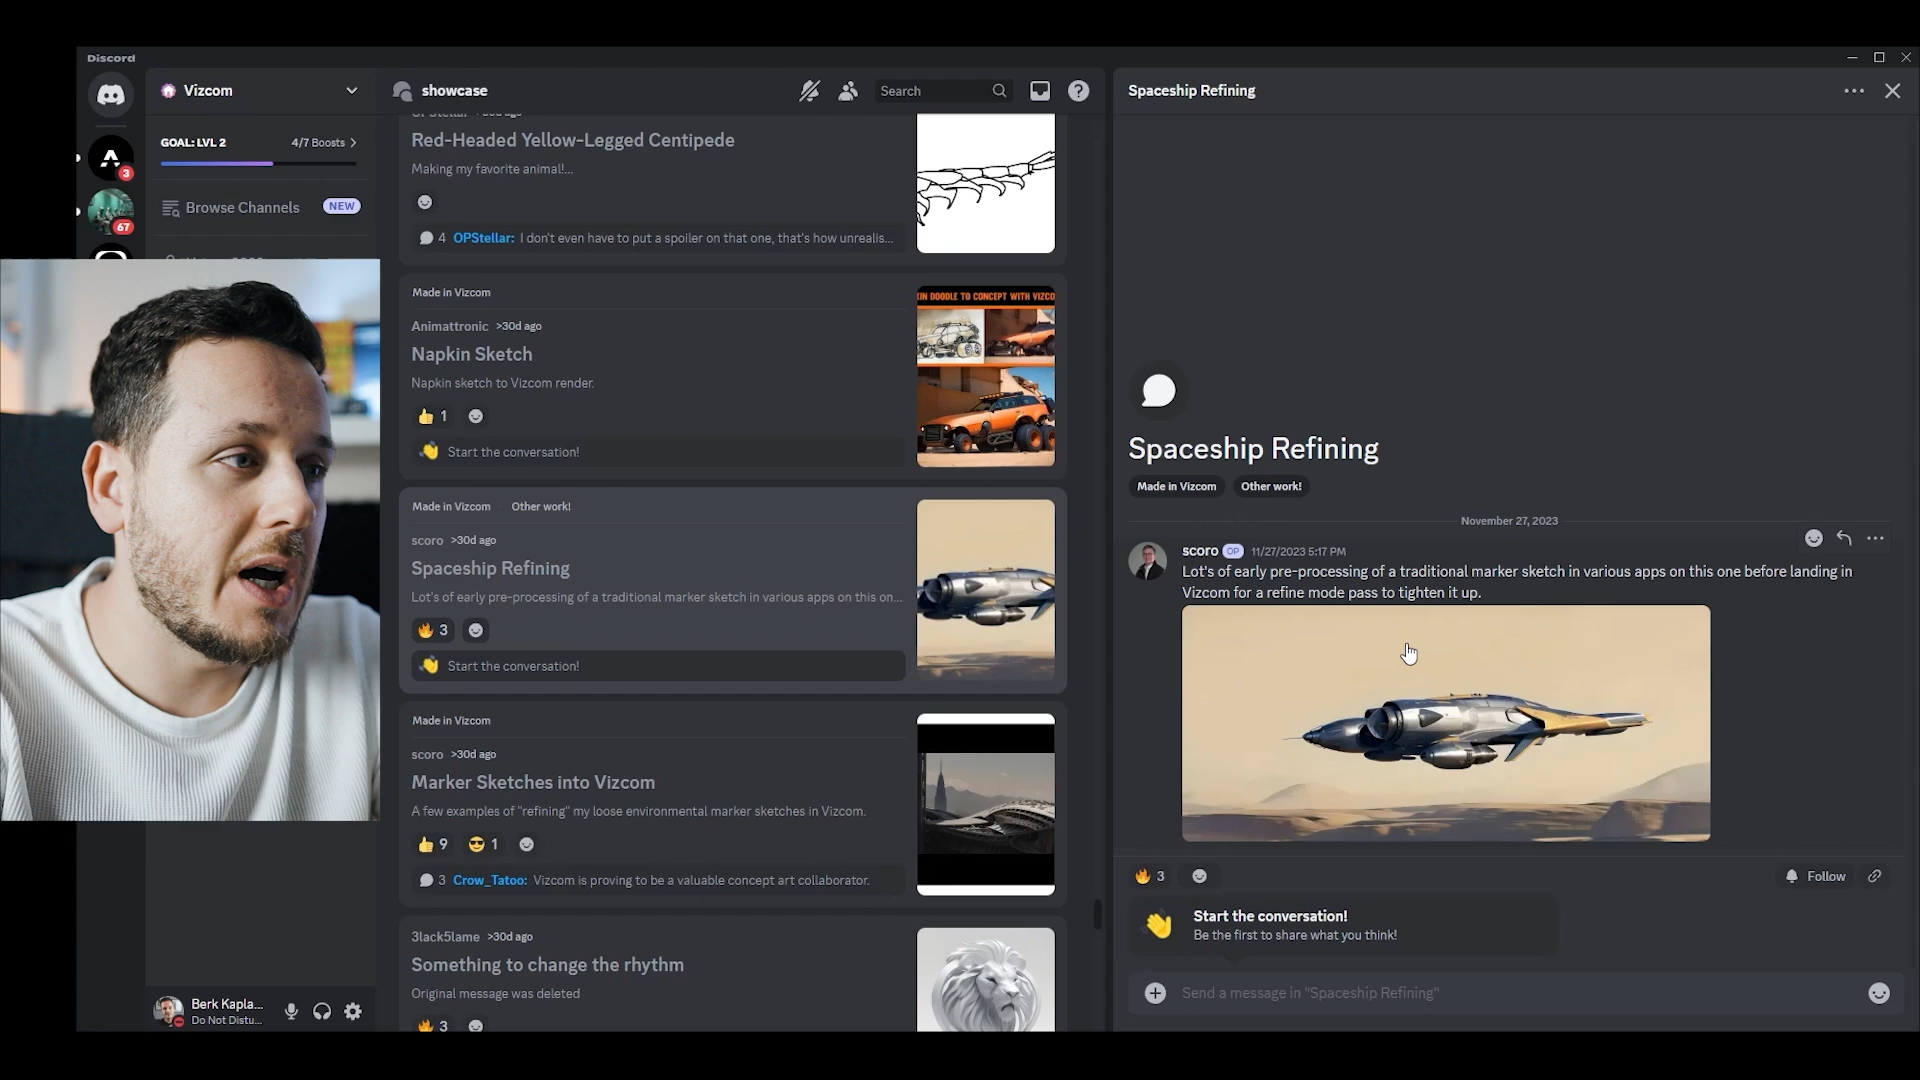 Discord
Vizcom
GOAL: LVL 2
4/7 Boosts
3
Browse Channels
NEW
67
Berk Kapla...
Do Not Distu...
showcase
Search
>30d ago
Red-Headed Yellow-Legged Centipede
Making my favorite animal!...
4 OPStellar: I don't even have to put a spoiler on that one, that's how unrealis...
Made in Vizcom
Animattronic >30d ago
Napkin Sketch
Napkin sketch to Vizcom render.
1
Start the conversation!
DOODLE TO CONCEPT WITH
Made in Vizcom Other work!
scoro >30d ago
Spaceship Refining
Lot's of early pre-processing of a traditional marker sketch in various apps on this on...
3
Start the conversation!
Made in Vizcom
scoro >30d ago
Marker Sketches into Vizcom
A few examples of "refining" my loose environmental marker sketches in Vizcom.
9 1
3 Crow_Tatoo: Vizcom is proving to be a valuable concept art collaborator.
3lack5lame >30d ago
Something to change the rhythm
Original message was deleted
3
Spaceship Refining
Spaceship Refining
Made in Vizcom
Other work!
November 27, 2023
scoro OP 11/27/2023 5:17 PM
Lot's of early pre-processing of a traditional marker sketch in various apps on this one before landing in
Vizcom for a refine mode pass to tighten it up.
3
Follow
Start the conversation!
Be the first to share what you think!
Send a message in "Spaceship Refining"